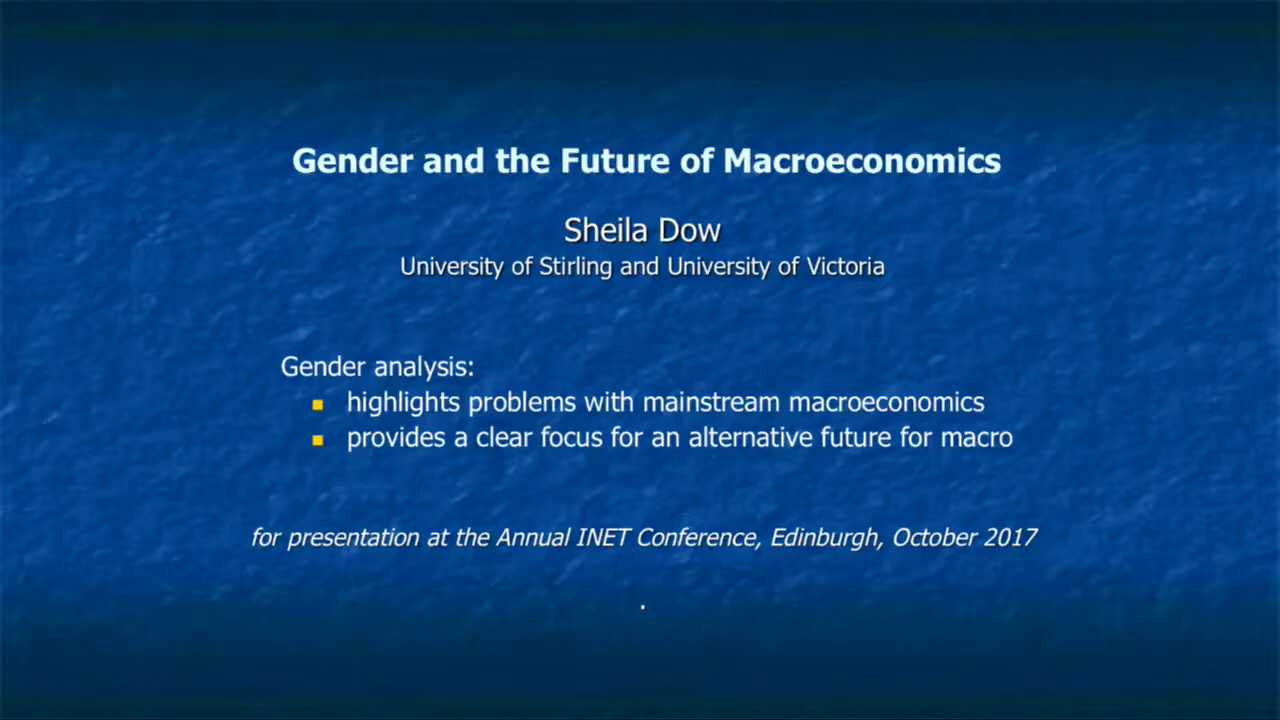 Gender and the Future of Macroeconomics
Sheila Dow
University of Stirling and University of Victoria
Gender analysis:
▪ highlights problems with mainstream macroeconomics
▪ provides a clear focus for an alternative future for macro
for presentation at the Annual INET Conference, Edinburgh, October 2017
.